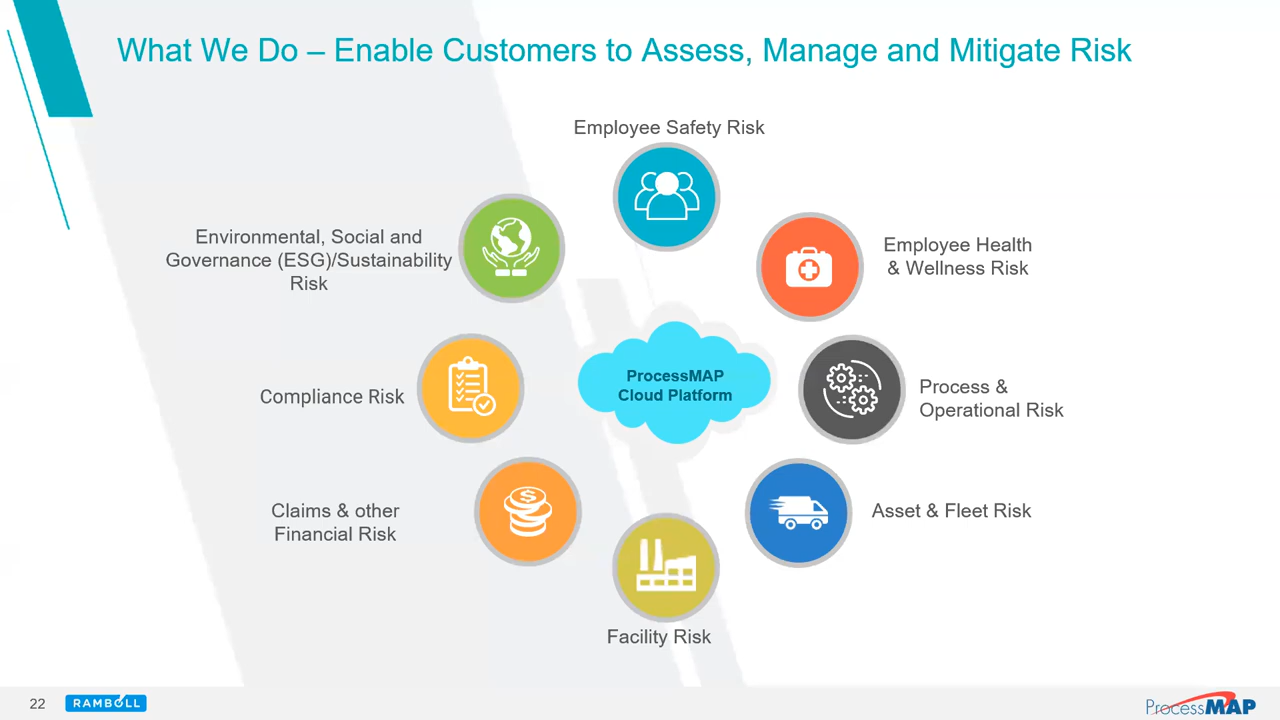 What We Do – Enable Customers to Assess, Manage and Mitigate Risk
Employee Safety Risk
Employee Health
& Wellness Risk
Process &
Operational Risk
Asset & Fleet Risk
Facility Risk
Claims & other
Financial Risk
Compliance Risk
Environmental, Social and
Governance (ESG)/Sustainability
Risk
ProcessMAP
Cloud Platform
22
RAMBOLL
ProcessMAP